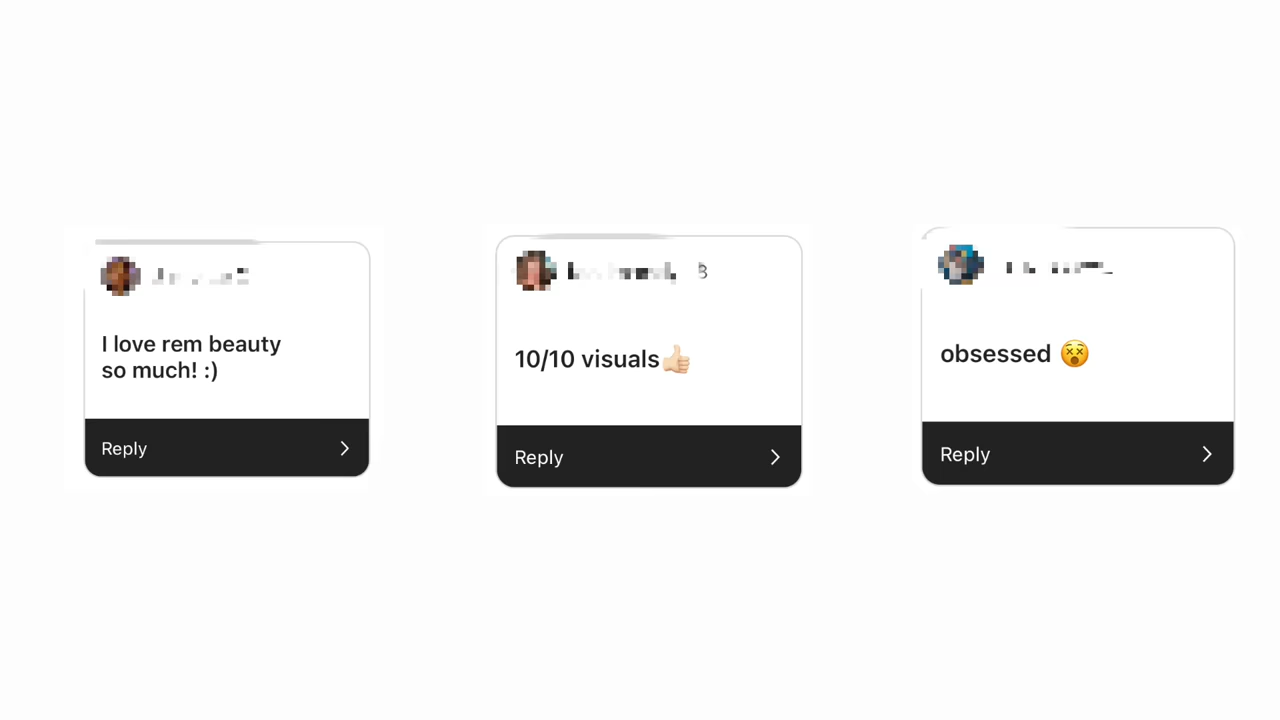 I love rem beauty
so much! :)
Reply
10/10 visuals👍🏻
Reply
obsessed 😵
Reply